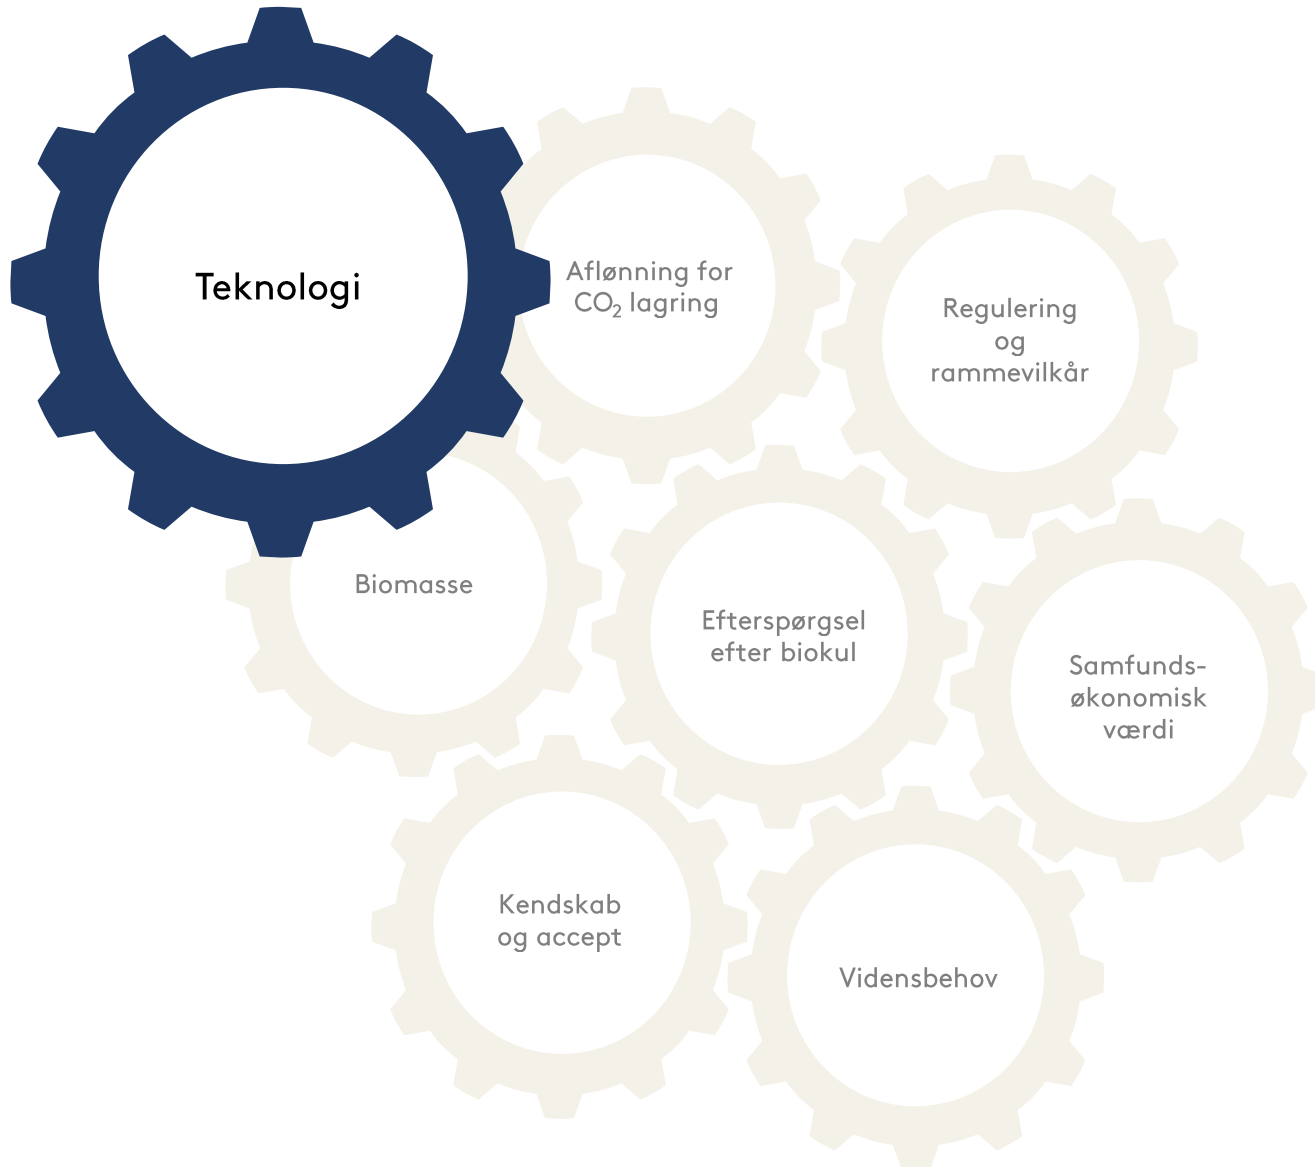 Teknologi
Aflønning for
CO₂ lagring
Regulering
og
rammevilkår
Biomasse
Efterspørgsel
efter biokul
Samfunds-
økonomisk
værdi
Kendskab
og accept
Vidensbehov